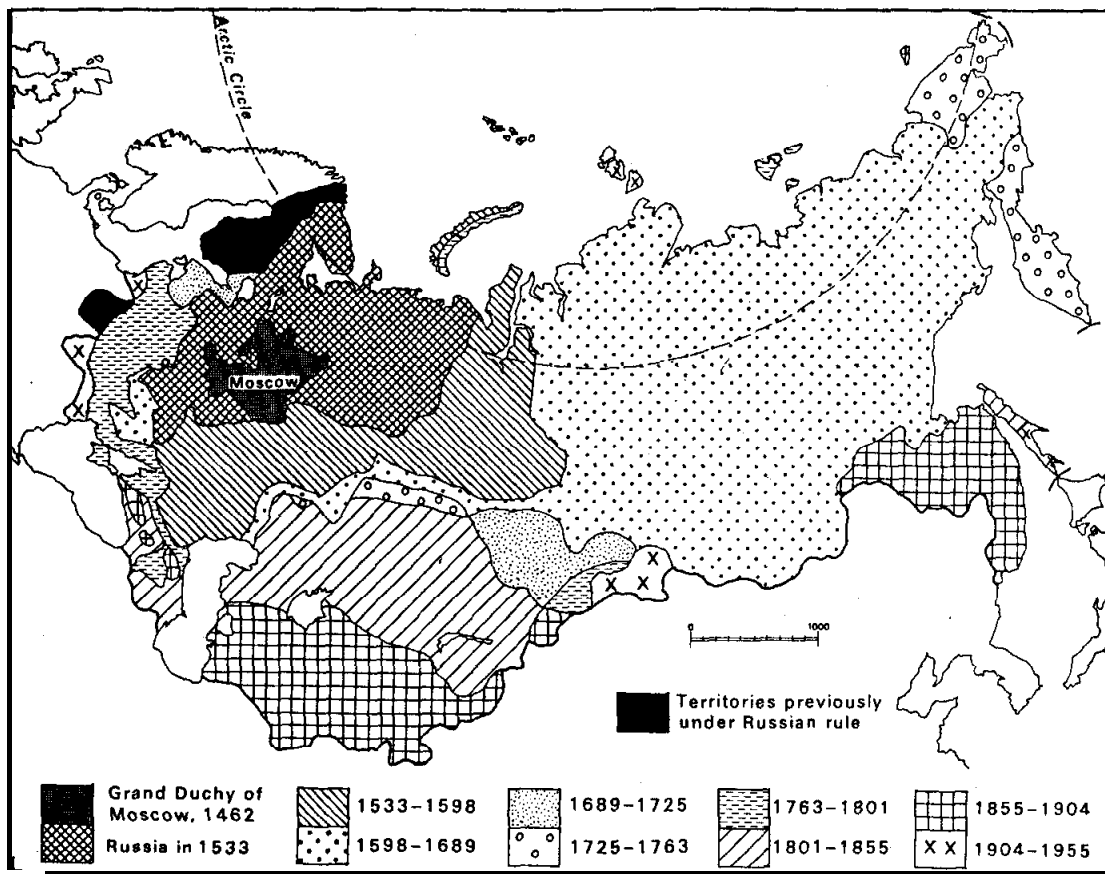 Arctic Circle
Moscow
0 1000
Territories previously
under Russian rule
Grand Duchy of
Moscow, 1462
Russia in 1533
1533–1598
1598–1689
1689–1725
1725–1763
1763–1801
1801–1855
1855–1904
1904–1955